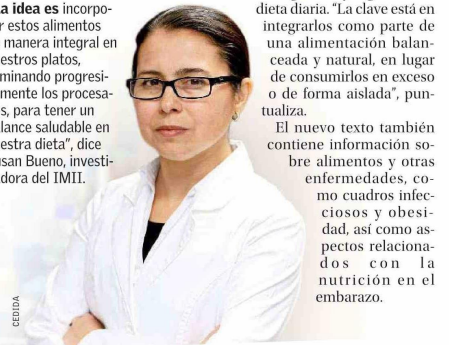 La idea es incorpo-
r estos alimentos
manera integral en
estros platos,
minando progresi-
mente los procesa-
s, para tener un
lance saludable en
estra dieta”, dice
usan Bueno, investi-
dora del IMII.
CEDIDA
dieta diaria. “La clave está en
integrarlos como parte de
una alimentación balan-
ceada y natural, en lugar
de consumirlos en exceso
o de forma aislada”, pun-
tualiza.
El nuevo texto también
contiene información so-
bre alimentos y otras
enfermedades, co-
mo cuadros infec-
ciosos y obesi-
dad, así como as-
pectos relaciona-
dos con la
nutrición en el
embarazo.